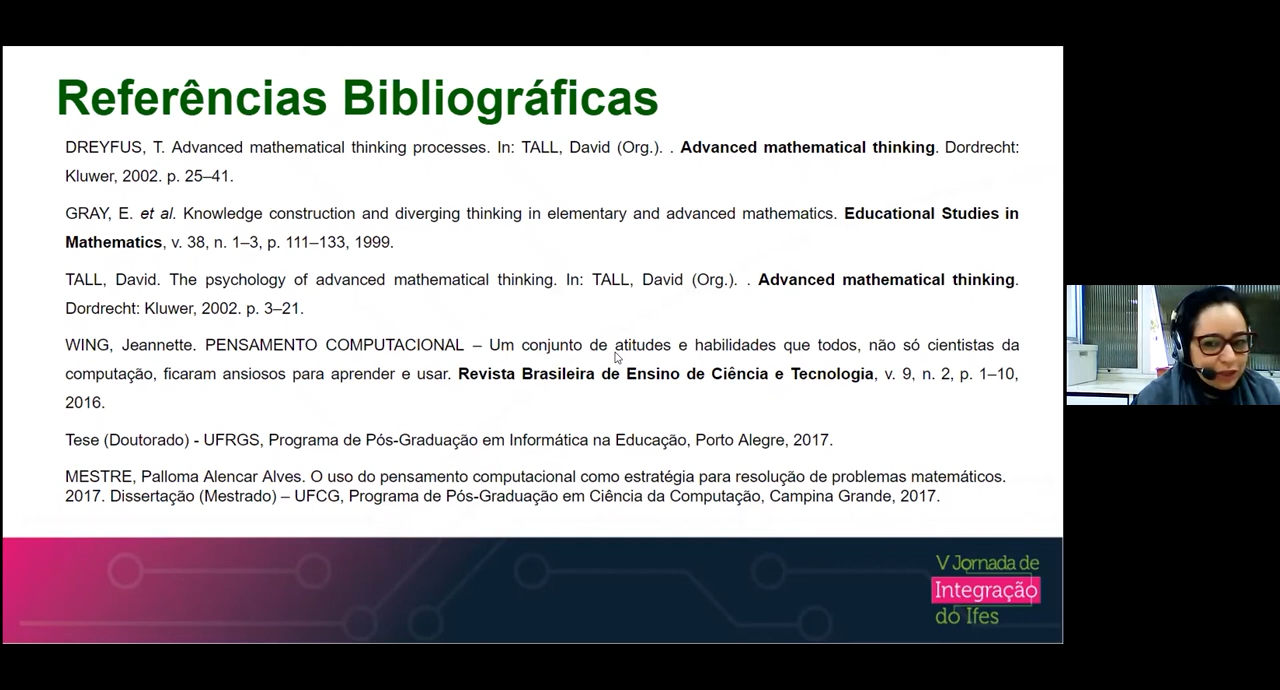 Referências Bibliográficas
DREYFUS, T. Advanced mathematical thinking processes. In: TALL, David (Org.). . Advanced mathematical thinking. Dordrecht:
Kluwer, 2002. p. 25–41.
GRAY, E. et al. Knowledge construction and diverging thinking in elementary and advanced mathematics. Educational Studies in
Mathematics, v. 38, n. 1–3, p. 111–133, 1999.
TALL, David. The psychology of advanced mathematical thinking. In: TALL, David (Org.). . Advanced mathematical thinking.
Dordrecht: Kluwer, 2002. p. 3–21.
WING, Jeannette. PENSAMENTO COMPUTACIONAL – Um conjunto de atitudes e habilidades que todos, não só cientistas da
computação, ficaram ansiosos para aprender e usar. Revista Brasileira de Ensino de Ciência e Tecnologia, v. 9, n. 2, p. 1–10,
2016.
Tese (Doutorado) - UFRGS, Programa de Pós-Graduação em Informática na Educação, Porto Alegre, 2017.
MESTRE, Palloma Alencar Alves. O uso do pensamento computacional como estratégia para resolução de problemas matemáticos.
2017. Dissertação (Mestrado) – UFCG, Programa de Pós-Graduação em Ciência da Computação, Campina Grande, 2017.
V Jornada de
Integração
do Ifes